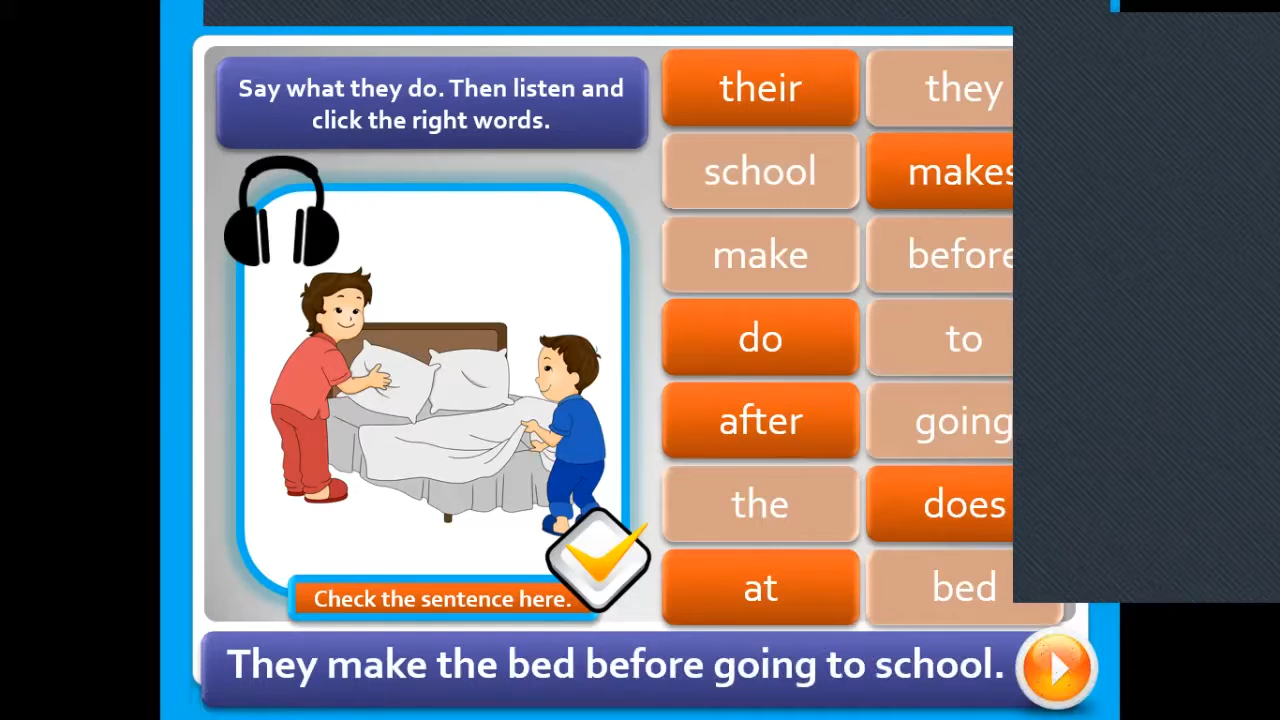 Say what they do. Then listen and
click the right words.
their they
school makes
make before
do to
after going
the does
at bed
Check the sentence here.
They make the bed before going to school.